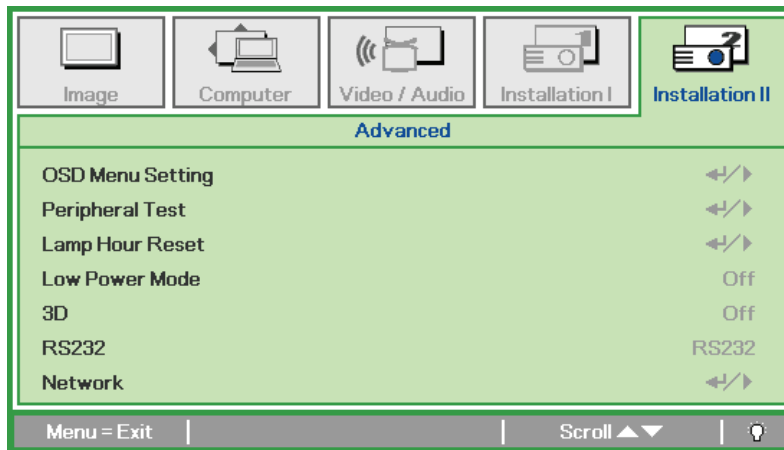 Image Computer Video / Audio Installation I Installation II
Advanced
OSD Menu Setting
Peripheral Test
Lamp Hour Reset
Low Power Mode Off
3D Off
RS232 RS232
Network
Menu = Exit Scroll ▲▼